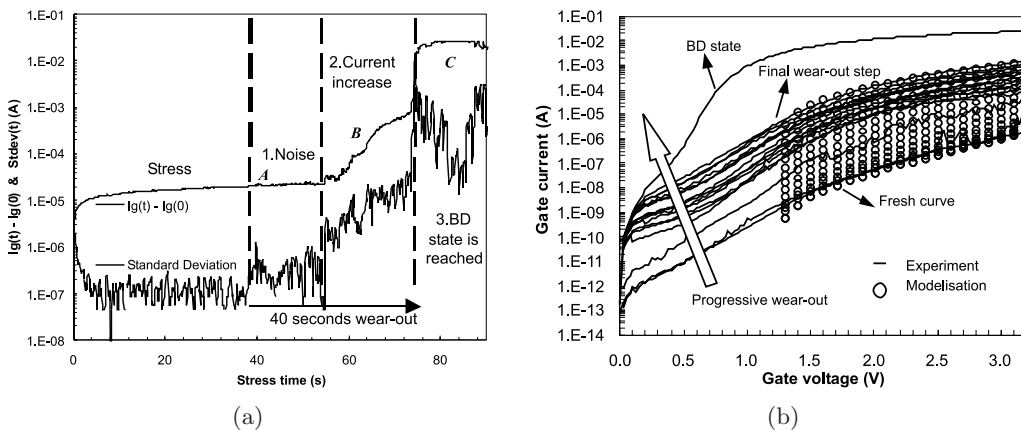 Ig(t) - Ig(0) & Stdev(t) (A)
1.E-01
1.E-02
1.E-03
1.E-04
1.E-05
1.E-06
1.E-07
1.E-08
2.Current
increase
C
B
1.Noise
A
Stress
Ig(t) - Ig(0)
3.BD
state is
reached
Standard Deviation
40 seconds wear-out
0 20 40 60 80
Stress time (s)
(a)
Gate current (A)
1.E-01
1.E-02
1.E-03
1.E-04
1.E-05
1.E-06
1.E-07
1.E-08
1.E-09
1.E-10
1.E-11
1.E-12
1.E-13
1.E-14
BD state
Final wear-out step
Fresh curve
Experiment
Modelisation
Progressive wear-out
0.0 0.5 1.0 1.5 2.0 2.5 3.0
Gate voltage (V)
(b)